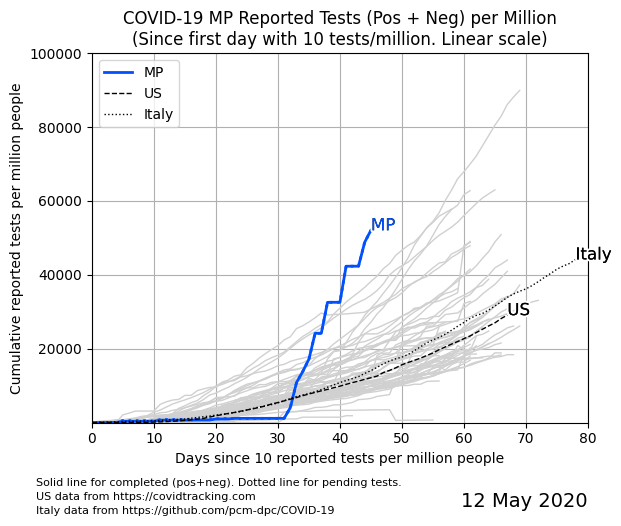 COVID-19 MP Reported Tests (Pos + Neg) per Million
(Since first day with 10 tests/million. Linear scale)
Cumulative reported tests per million people
100000
80000
60000
40000
20000
MP
US
Italy
MP
Italy
US
0 10 20 30 40 50 60 70 80
Days since 10 reported tests per million people
Solid line for completed (pos+neg). Dotted line for pending tests.
US data from https://covidtracking.com
Italy data from https://github.com/pcm-dpc/COVID-19
12 May 2020